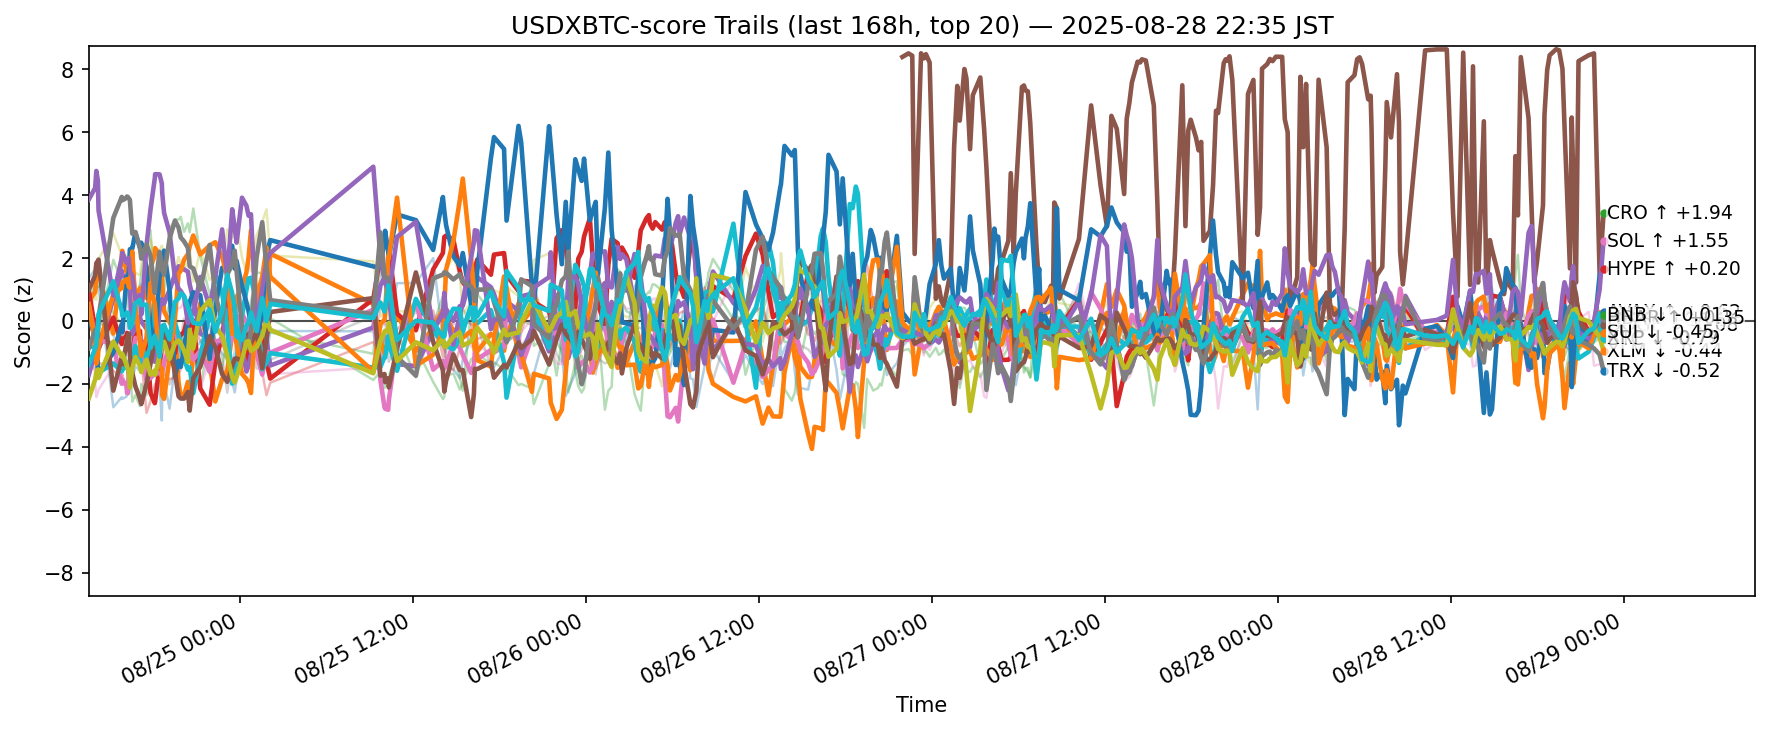 USDXBTC-score Trails (last 168h, top 20) — 2025-08-28 22:35 JST
Score (z)
8
6
4
2
0
−2
−4
−6
−8
CRO ↑ +1.94
SOL ↑ +1.55
HYPE ↑ +0.20
BNB ↓ -0.01
SUI ↓ -0.45
XLM ↓ -0.44
TRX ↓ -0.52
08/25 00:00
08/25 12:00
08/26 00:00
08/26 12:00
08/27 00:00
08/27 12:00
08/28 00:00
08/28 12:00
08/29 00:00
Time